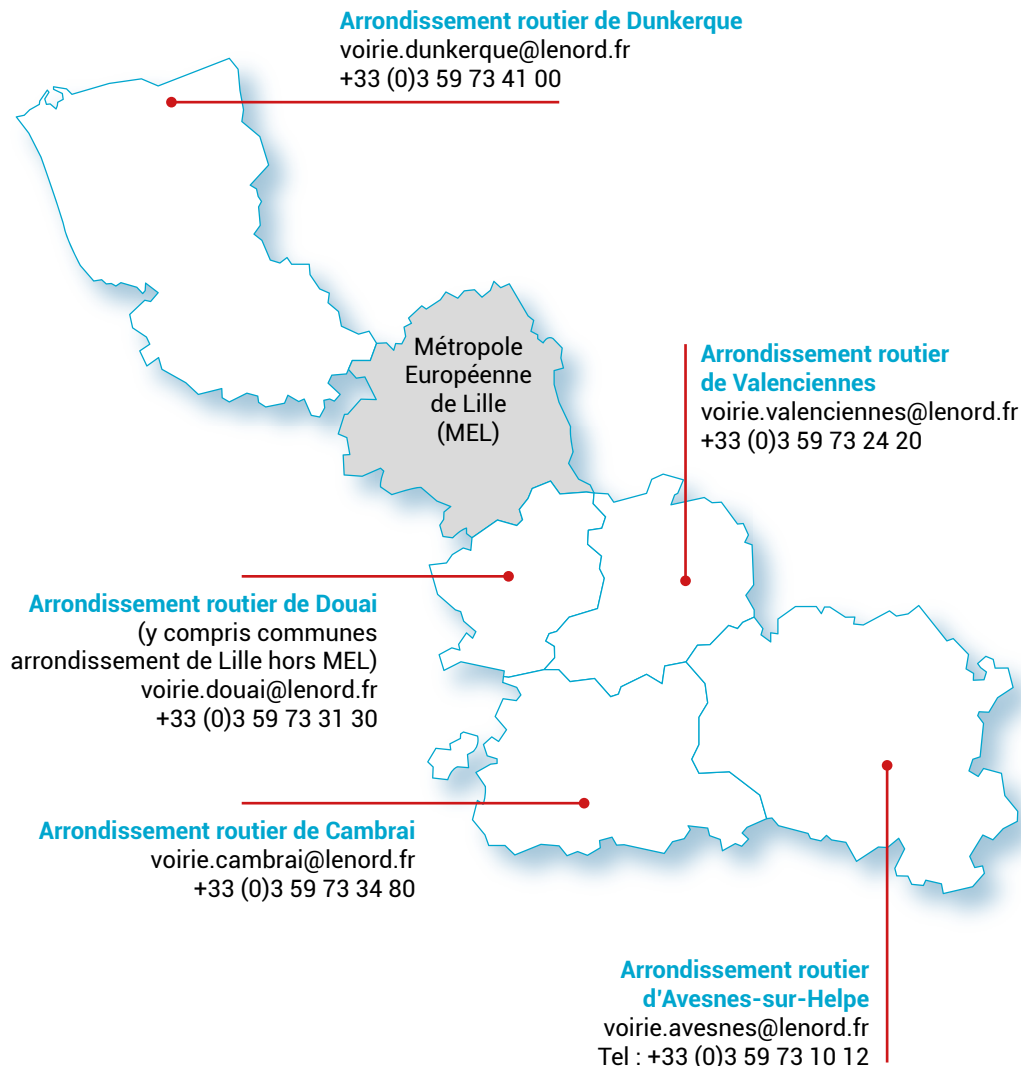 Arrondissement routier de Dunkerque
voirie.dunkerque@lenord.fr
+33 (0)3 59 73 41 00
Métropole
Européenne
de Lille
(MEL)
Arrondissement routier
de Valenciennes
voirie.valenciennes@lenord.fr
+33 (0)3 59 73 24 20
Arrondissement routier de Douai
(y compris communes
arrondissement de Lille hors MEL)
voirie.douai@lenord.fr
+33 (0)3 59 73 31 30
Arrondissement routier de Cambrai
voirie.cambrai@lenord.fr
+33 (0)3 59 73 34 80
Arrondissement routier
d'Avesnes-sur-Helpe
voirie.avesnes@lenord.fr
Tel : +33 (0)3 59 73 10 12